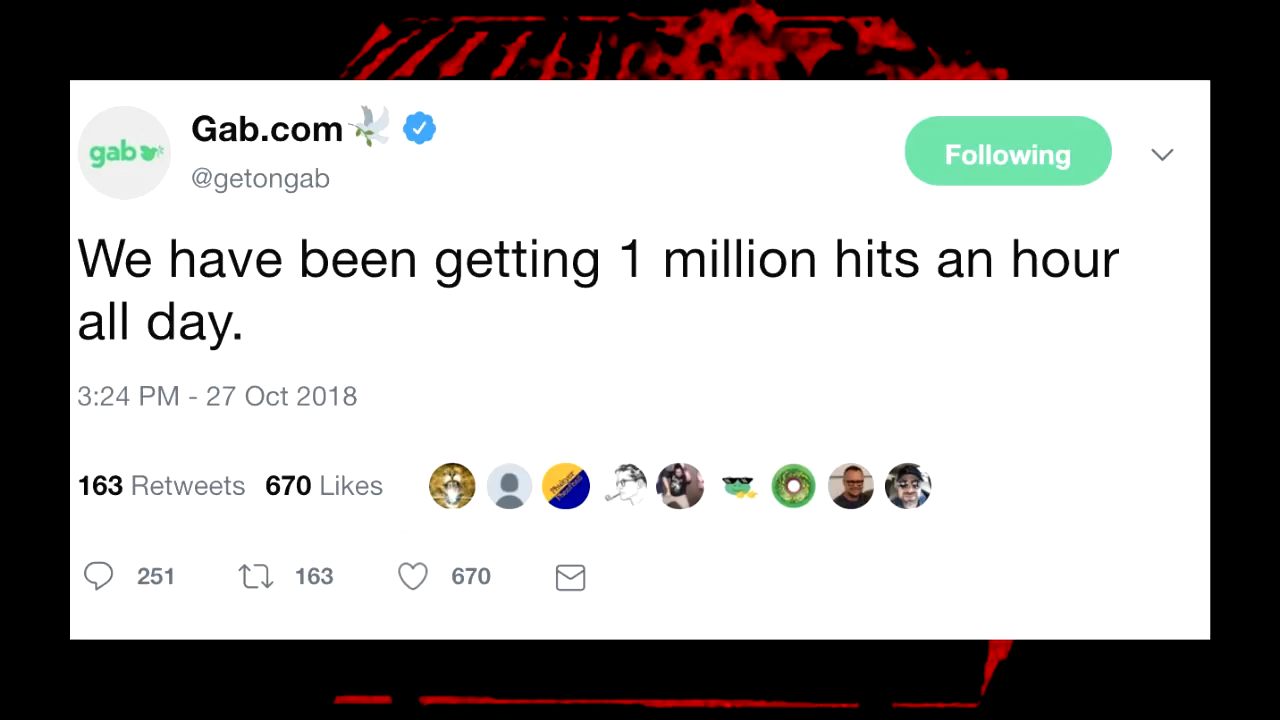 gab
Gab.com
@getongab
Following
We have been getting 1 million hits an hour
all day.
3:24 PM - 27 Oct 2018
163 Retweets 670 Likes
251 163 670